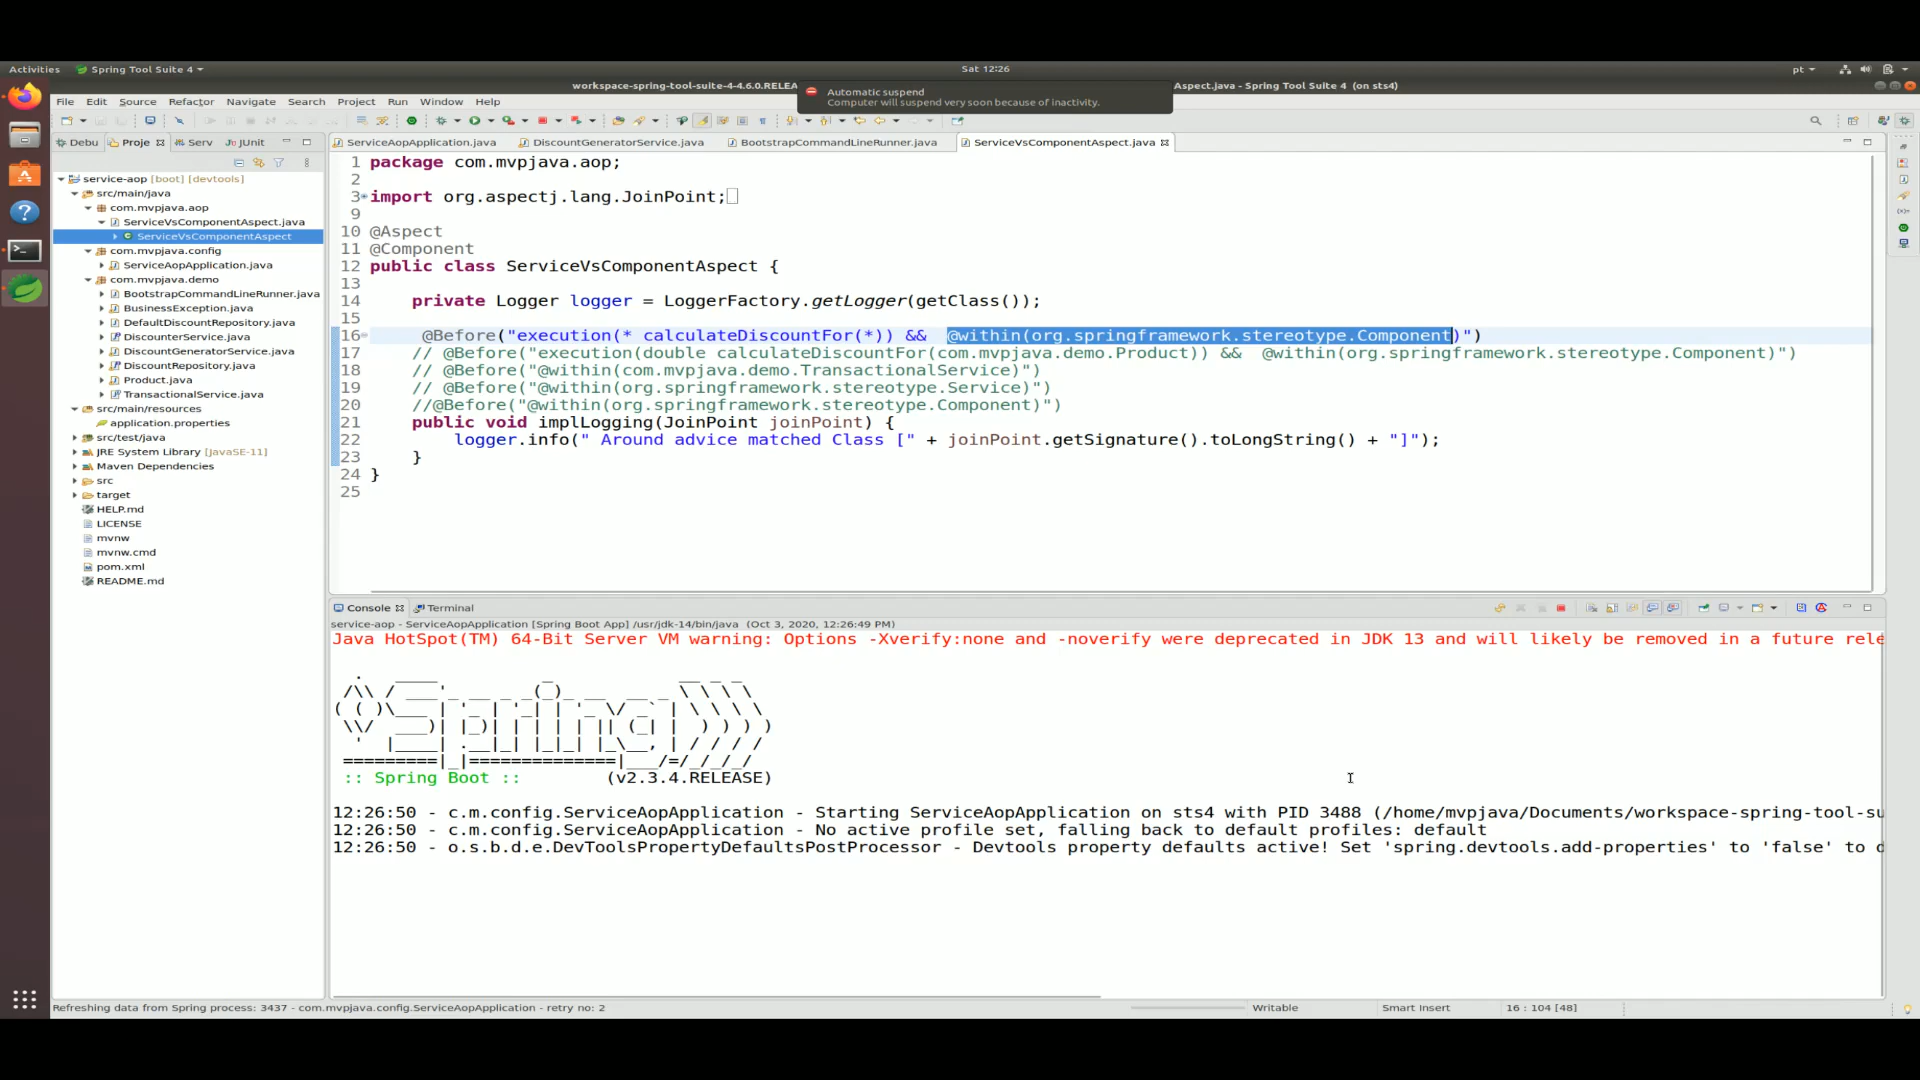 Activities
Spring Tool Suite 4
Sat 12:26
pt
workspace-spring-tool-suite-4-4.6.0.RELEA
Aspect.java - Spring Tool Suite 4 (on sts4)
Automatic suspend
Computer will suspend very soon because of inactivity.
File Edit Source Refactor Navigate Search Project Run Window Help
Debu Proje Serv JUnit
ServiceAopApplication.java DiscountGeneratorService.java BootstrapCommandLineRunner.java ServiceVsComponentAspect.java
service-aop [boot] [devtools]
src/main/java
com.mvpjava.aop
ServiceVsComponentAspect.java
ServiceVsComponentAspect
com.mvpjava.config
ServiceAopApplication.java
com.mvpjava.demo
BootstrapCommandLineRunner.java
BusinessException.java
DefaultDiscountRepository.java
DiscounterService.java
DiscountGeneratorService.java
DiscountRepository.java
Product.java
TransactionalService.java
src/main/resources
application.properties
src/test/java
JRE System Library [JavaSE-11]
Maven Dependencies
src
target
HELP.md
LICENSE
mvnw
mvnw.cmd
pom.xml
README.md
1 package com.mvpjava.aop;
2
3 import org.aspectj.lang.JoinPoint;
9
10 @Aspect
11 @Component
12 public class ServiceVsComponentAspect {
13
14 private Logger logger = LoggerFactory.getLogger(getClass());
15
16 @Before("execution(* calculateDiscountFor(*)) && @within(org.springframework.stereotype.Component)")
17 // @Before("execution(double calculateDiscountFor(com.mvpjava.demo.Product)) && @within(org.springframework.stereotype.Component)")
18 // @Before("@within(com.mvpjava.demo.TransactionalService)")
19 // @Before("@within(org.springframework.stereotype.Service)")
20 //@Before("@within(org.springframework.stereotype.Component)")
21 public void implLogging(JoinPoint joinPoint) {
22 logger.info(" Around advice matched Class [" + joinPoint.getSignature().toLongString() + "]");
23 }
24 }
25
Console Terminal
service-aop - ServiceAopApplication [Spring Boot App] /usr/jdk-14/bin/java (Oct 3, 2020, 12:26:49 PM)
Java HotSpot(TM) 64-Bit Server VM warning: Options -Xverify:none and -noverify were deprecated in JDK 13 and will likely be removed in a future rele
Spring
:: Spring Boot :: (v2.3.4.RELEASE)
12:26:50 - c.m.config.ServiceAopApplication - Starting ServiceAopApplication on sts4 with PID 3488 (/home/mvpjava/Documents/workspace-spring-tool-su
12:26:50 - c.m.config.ServiceAopApplication - No active profile set, falling back to default profiles: default
12:26:50 - o.s.b.d.e.DevToolsPropertyDefaultsPostProcessor - Devtools property defaults active! Set 'spring.devtools.add-properties' to 'false' to d
Refreshing data from Spring process: 3437 - com.mvpjava.config.ServiceAopApplication - retry no: 2
Writable
Smart Insert
16 : 104 [48]